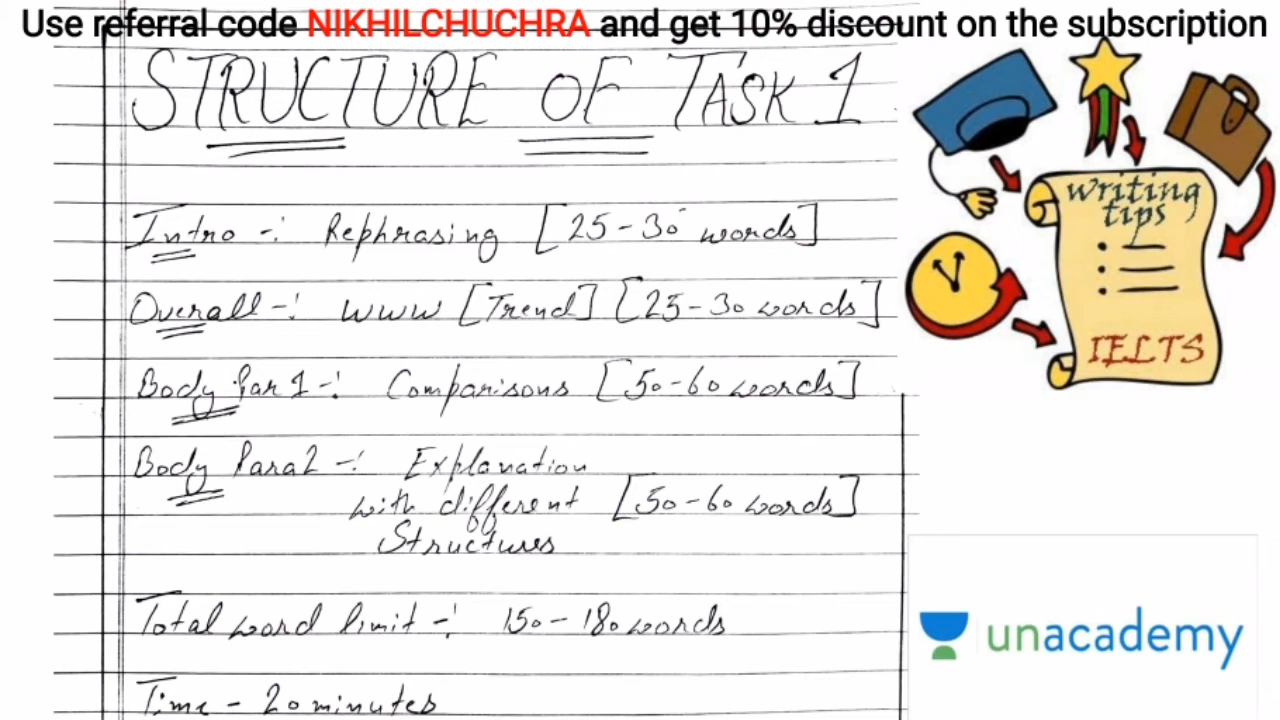 Use referral code NIKHILCHUCHRA and get 10% discount on the subscription
STRUCTURE OF TASK 1
Intro -: Rephrasing [25-30 words]
Overall -: WWW [Trend] [25-30 words]
Body Par 1 -: Comparisons [50-60 words]
Body Para 2 -: Explanation
with different [50-60 words]
Structures
Total word limit -: 150-180 words
Time - 20 minutes
writing
tips
IELTS
unacademy